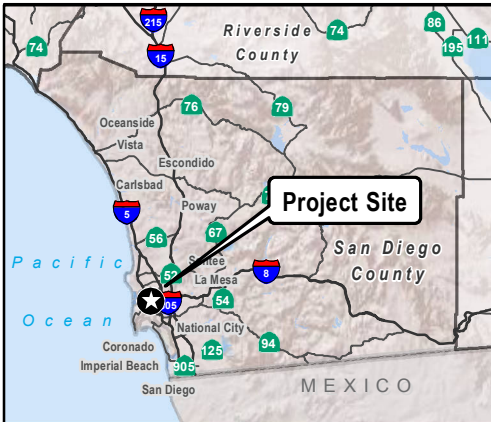 215
Riverside
County
74
86
111
74
195
15
76
79
Oceanside
Vista
Escondido
Carlsbad
Project Site
5
Poway
67
56
San Diego
County
Pacific
Ocean
52
La Mesa
8
54
National City
Coronado
125
94
Imperial Beach
905
San Diego
MEXICO